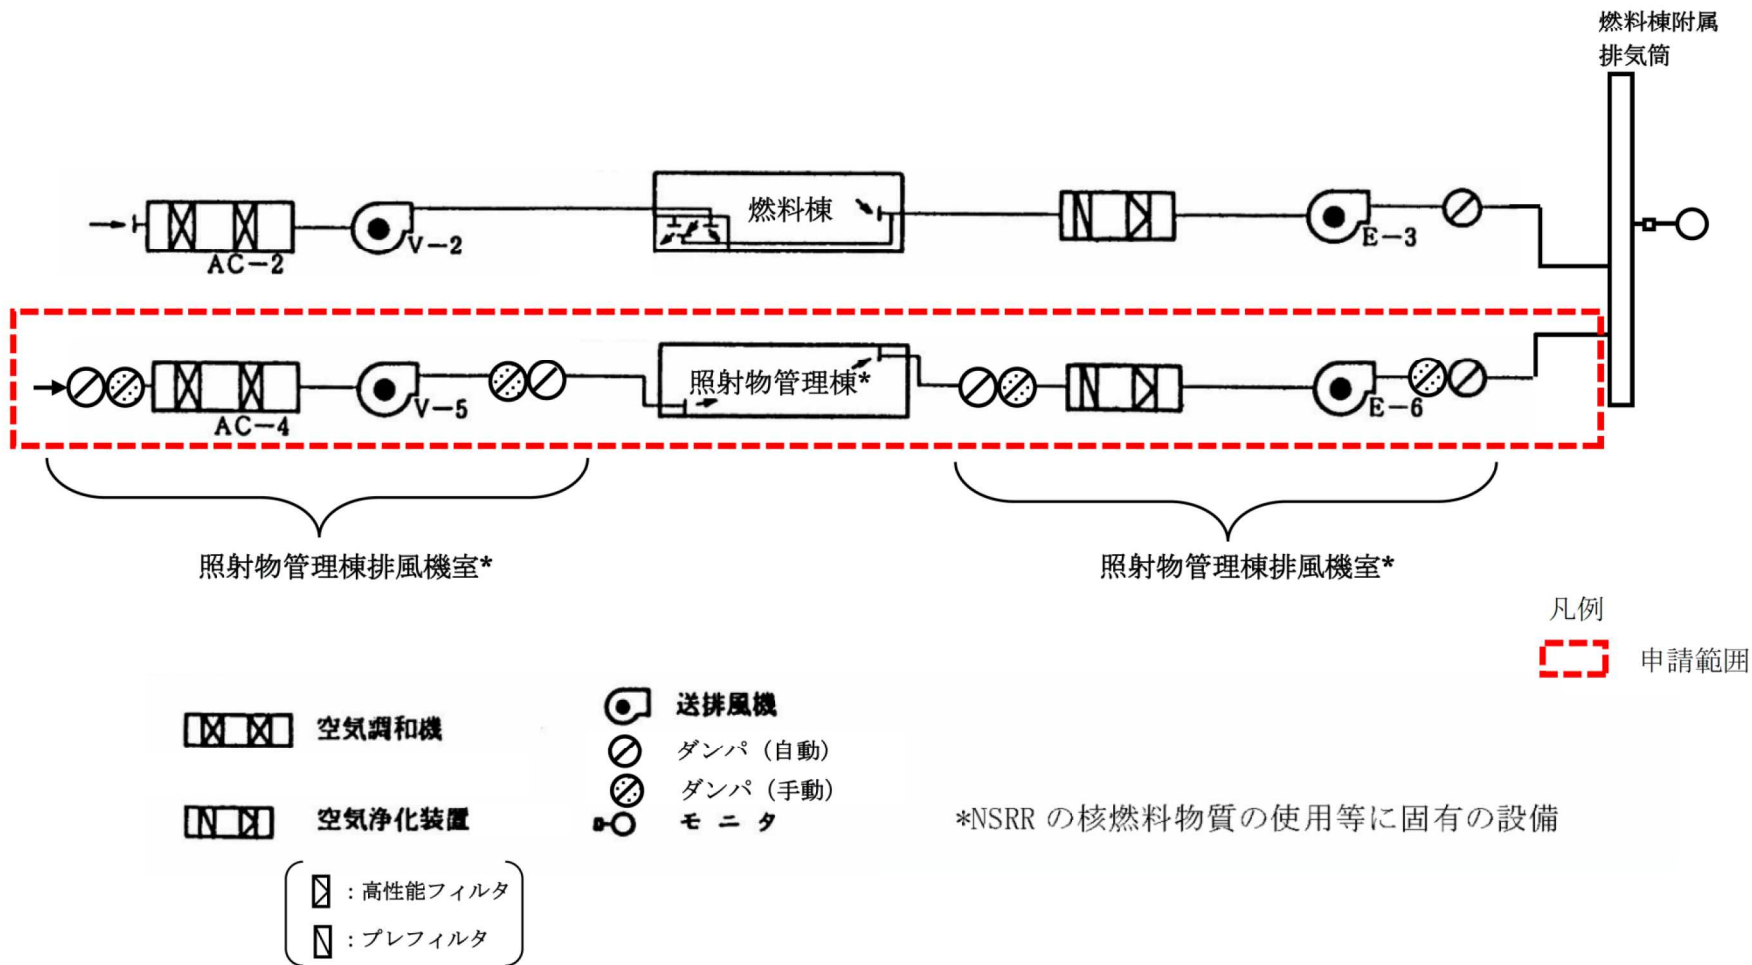 燃料棟附属
排気筒
燃料棟
AC-2
V-2
E-3
照射物管理棟*
AC-4
V-5
E-6
照射物管理棟排風機室*
照射物管理棟排風機室*
凡例
申請範囲
空気調和機
送排風機
ダンパ（自動）
ダンパ（手動）
空気浄化装置
モニタ
*NSRR の核燃料物質の使用等に固有の設備
：高性能フィルタ
：プレフィルタ